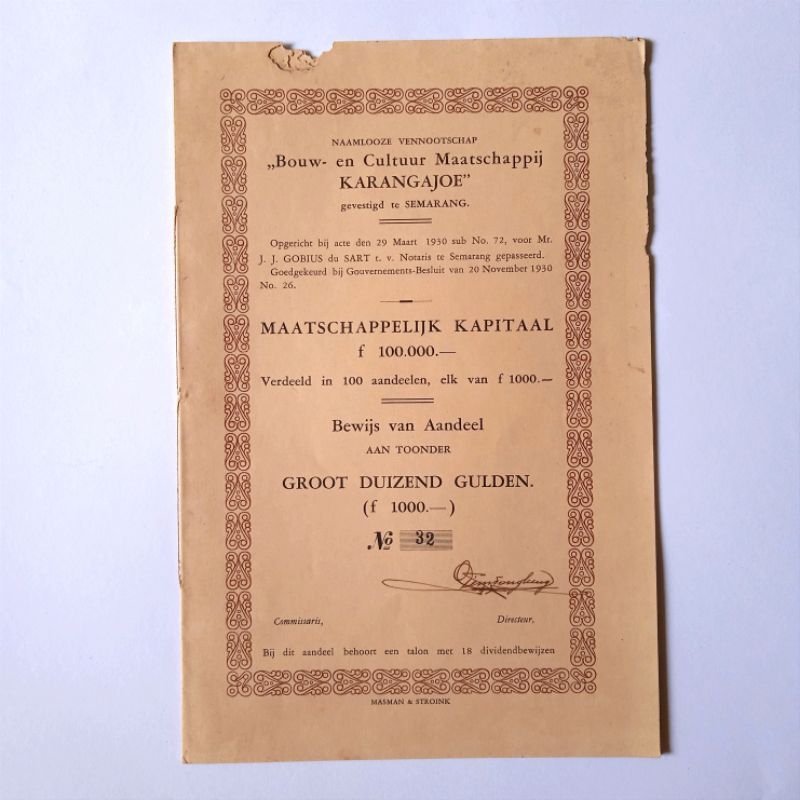 NAAMLOOZE VENNOOTSCHAP
„Bouw- en Cultuur Maatschappij
KARANGAJOE”
gevestigd te SEMARANG.
Opgericht bij acte den 29 Maart 1930 sub No. 72, voor Mr.
J. J. GOBIUS du SART t. v. Notaris te Semarang gepasseerd.
Goedgekeurd bij Gouvernements-Besluit van 20 November 1930
No. 26.
MAATSCHAPPELIJK KAPITAAL
f 100.000.—
Verdeeld in 100 aandeelen, elk van f 1000.—
Bewijs van Aandeel
AAN TOONDER
GROOT DUIZEND GULDEN.
(f 1000.—)
No 32
Commissaris, Directeur,
Bij dit aandeel behoort een talon met 18 dividendbewijzen
MASMAN & STROINK